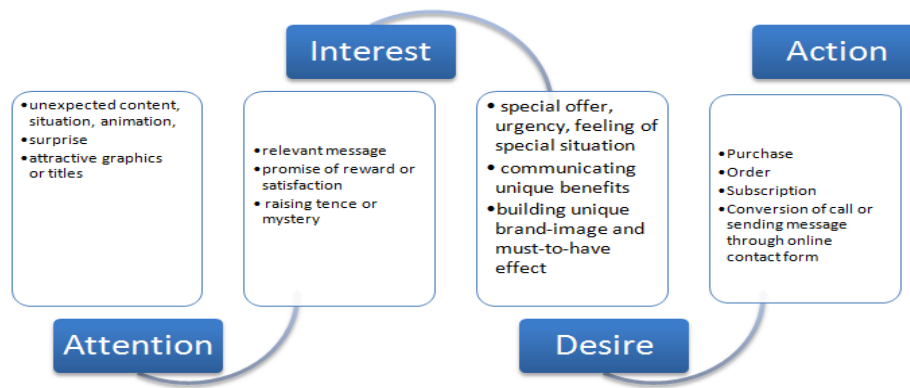 Attention
•unexpected content,
situation, animation,
•surprise
•attractive graphics
or titles
Interest
•relevant message
•promise of reward or
satisfaction
•raising tence or
mystery
Desire
•special offer,
urgency, feeling of
special situation
•communicating
unique benefits
•building unique
brand-image and
must-to-have
effect
Action
•Purchase
•Order
•Subscription
•Conversion of call or
sending message
through online
contact form